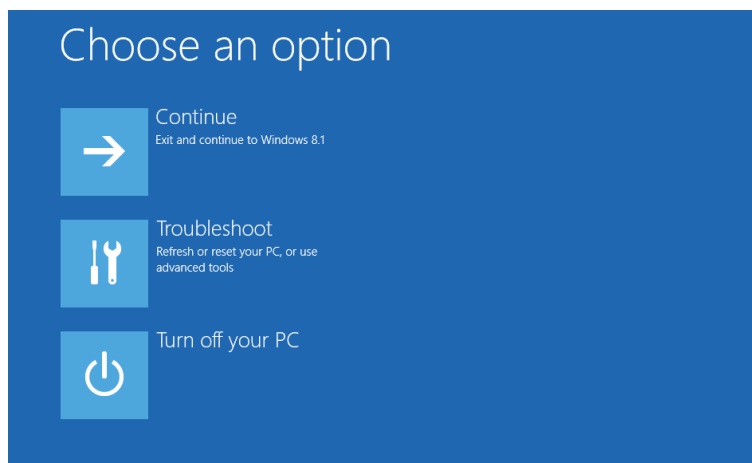 Choose an option
Continue
Exit and continue to Windows 8.1
Troubleshoot
Refresh or reset your PC, or use
advanced tools
Turn off your PC